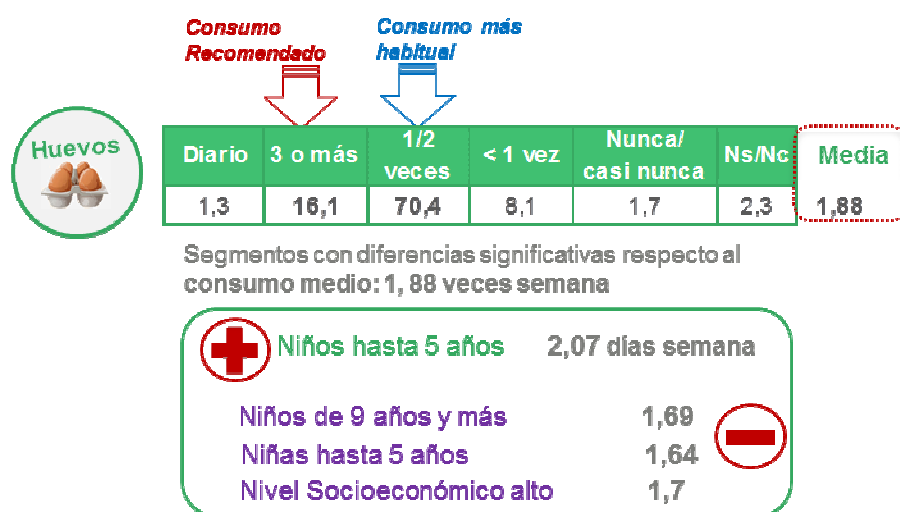 Consumo
Recomendado
Consumo más
habitual
Huevos
Diario
3 o más
1/2
veces
< 1 vez
Nunca/
casi nunca
Ns/Nc
Media
1,3
16,1
70,4
8,1
1,7
2,3
1,88
Segmentos con diferencias significativas respecto al
consumo medio: 1, 88 veces semana
Niños hasta 5 años 2,07 días semana
Niños de 9 años y más 1,69
Niñas hasta 5 años 1,64
Nivel Socioeconómico alto 1,7